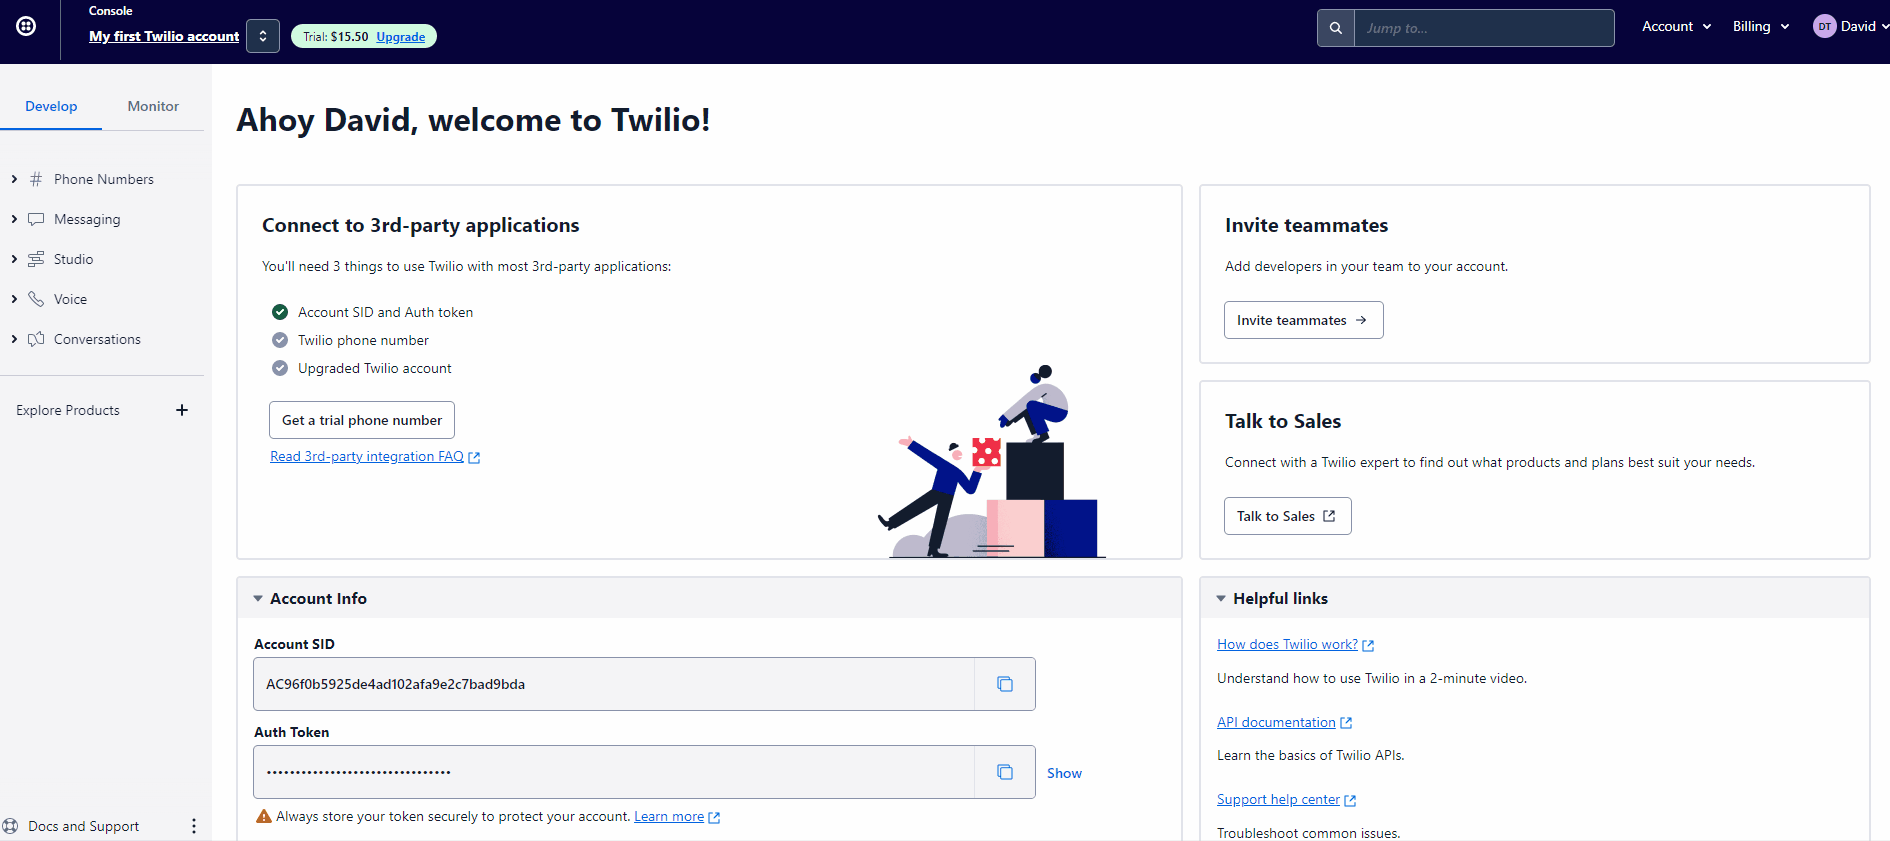 Console
My first Twilio account
Trial: $15.50 Upgrade
Jump to...
Account
Billing
DT David
Develop
Monitor
Phone Numbers
Messaging
Studio
Voice
Conversations
Explore Products
Docs and Support
Ahoy David, welcome to Twilio!
Connect to 3rd-party applications
You'll need 3 things to use Twilio with most 3rd-party applications:
Account SID and Auth token
Twilio phone number
Upgraded Twilio account
Get a trial phone number
Read 3rd-party integration FAQ
Invite teammates
Add developers in your team to your account.
Invite teammates
Talk to Sales
Connect with a Twilio expert to find out what products and plans best suit your needs.
Talk to Sales
Account Info
Account SID
AC96f0b5925de4ad102afa9e2c7bad9bda
Auth Token
•••••••••••••••••••••••••••••••• Show
Always store your token securely to protect your account. Learn more
Helpful links
How does Twilio work?
Understand how to use Twilio in a 2-minute video.
API documentation
Learn the basics of Twilio APIs.
Support help center
Troubleshoot common issues.